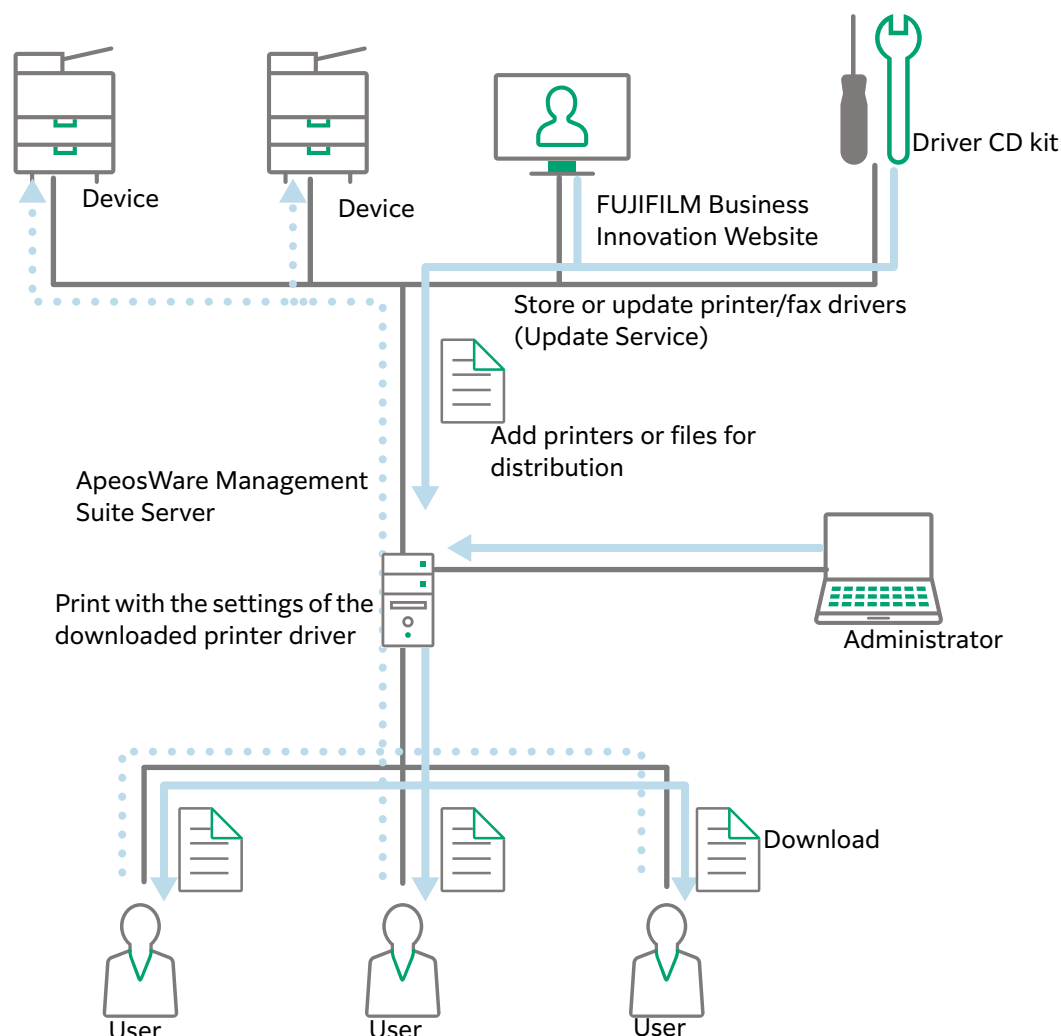 Driver CD kit
Device
Device
FUJIFILM Business
Innovation Website
Store or update printer/fax drivers
(Update Service)
Add printers or files for
distribution
ApeosWare Management
Suite Server
Print with the settings of the
downloaded printer driver
Administrator
Download
User
User
User